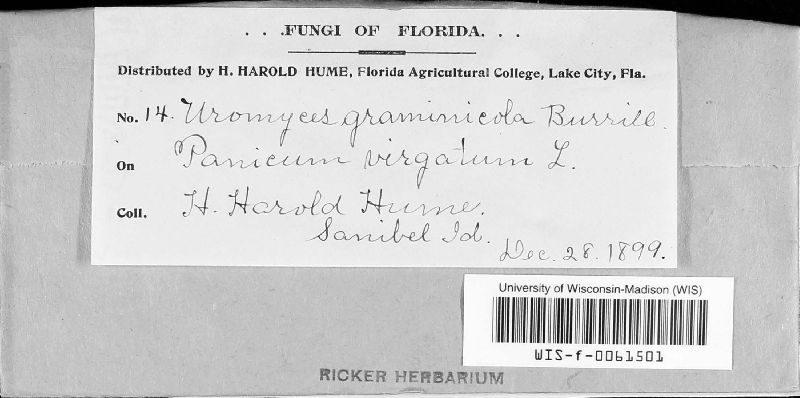 . . .FUNGI OF FLORIDA. . .
Distributed by H. HAROLD HUME, Florida Agricultural College, Lake City, Fla.
No. 14. Uromyces graminicola Burrill.
On Panicum virgatum L.
Coll. H. Harold Hume.
Sanibel Id.
Dec. 28. 1899.
University of Wisconsin-Madison (WIS)
WIS-f-0061501
RICKER HERBARIUM